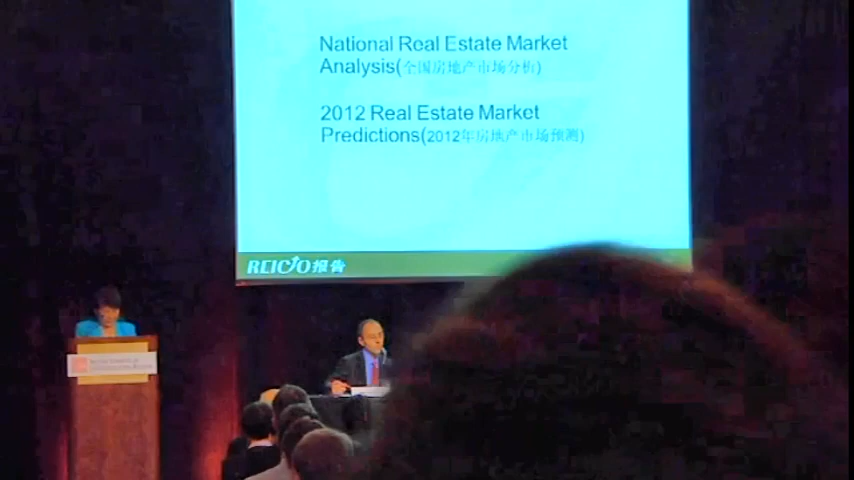 National Real Estate Market
Analysis(全国房地产市场分析)
2012 Real Estate Market
Predictions(2012年房地产市场预测)
REICO报告